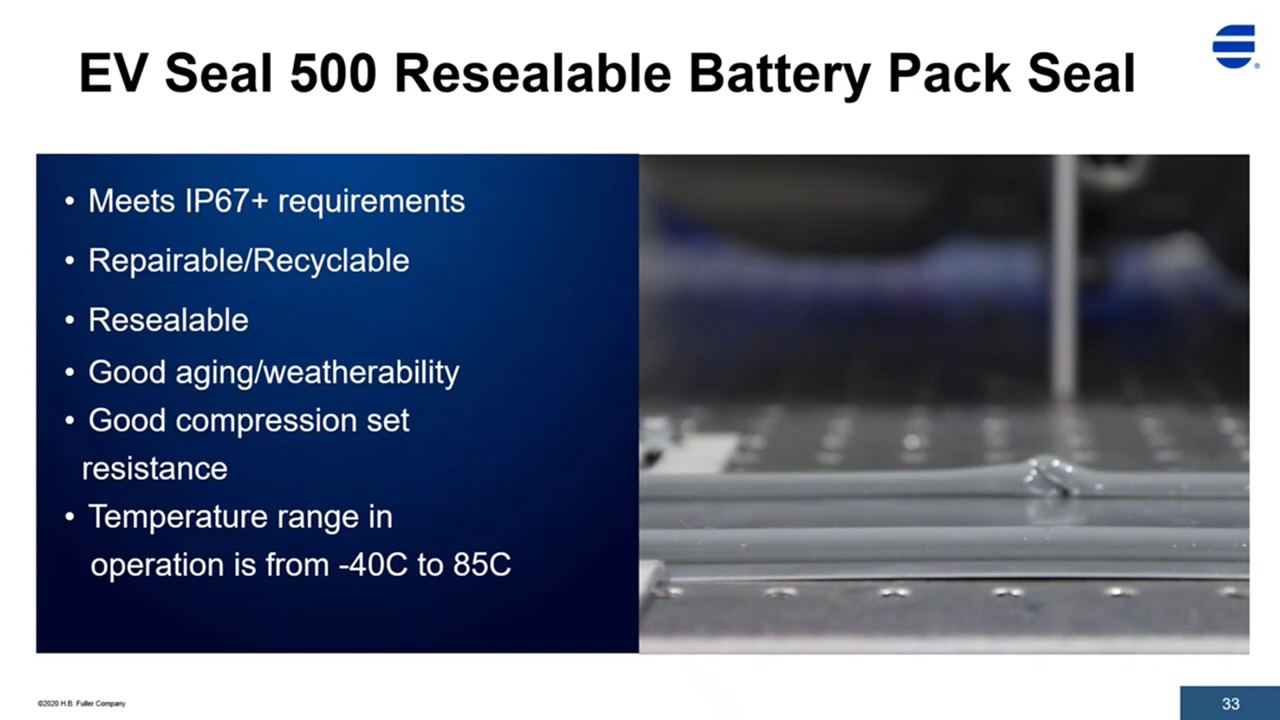 EV Seal 500 Resealable Battery Pack Seal
• Meets IP67+ requirements
• Repairable/Recyclable
• Resealable
• Good aging/weatherability
• Good compression set
resistance
• Temperature range in
operation is from -40C to 85C
©2020 H.B. Fuller Company
33